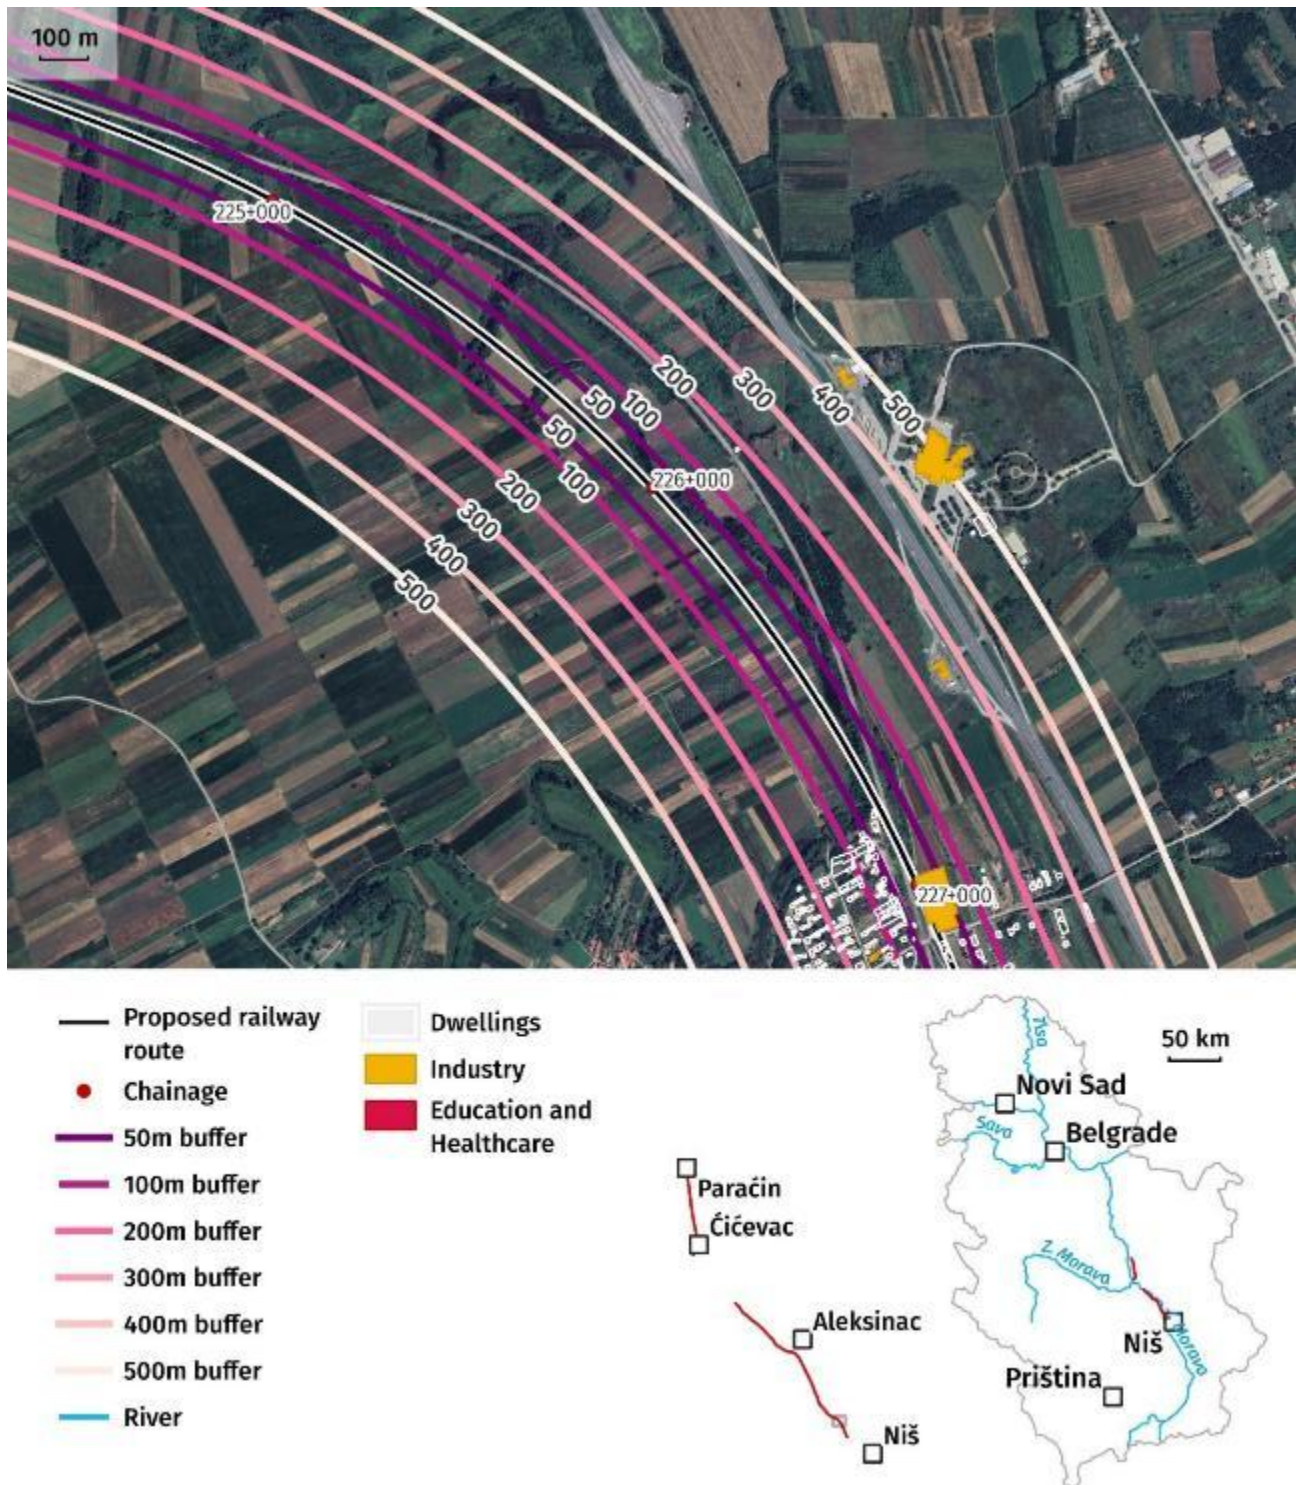 100 m
225+000
200
300
400
500
50
100
50
100
226+000
200
300
400
500
227+000
Proposed railway
route
Chainage
50m buffer
100m buffer
200m buffer
300m buffer
400m buffer
500m buffer
River
Dwellings
Industry
Education and
Healthcare
Paraćin
Ćićevac
Aleksinac
Niš
50 km
Tisa
Novi Sad
Sava
Belgrade
Z. Morava
Niš
Morava
Priština